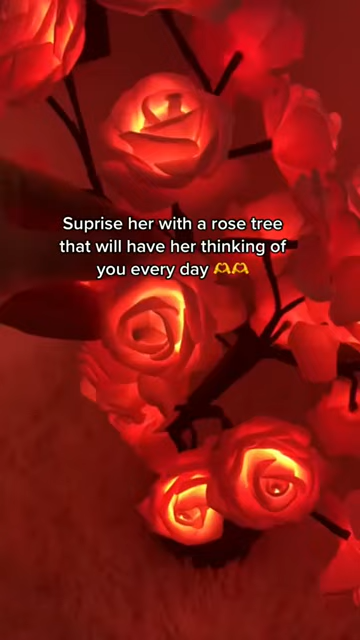 Suprise her with a rose tree
that will have her thinking of
you every day 🫶🫶